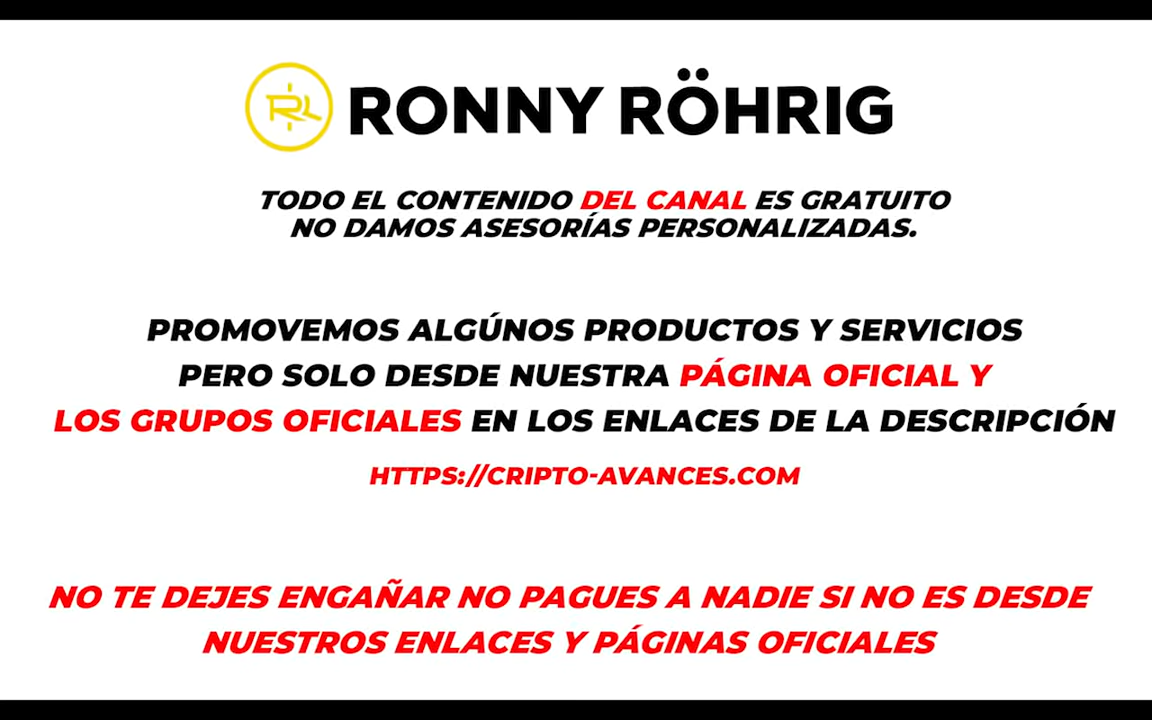 RONNY RÖHRIG
TODO EL CONTENIDO DEL CANAL ES GRATUITO
NO DAMOS ASESORÍAS PERSONALIZADAS.
PROMOVEMOS ALGÚNOS PRODUCTOS Y SERVICIOS
PERO SOLO DESDE NUESTRA PÁGINA OFICIAL Y
LOS GRUPOS OFICIALES EN LOS ENLACES DE LA DESCRIPCIÓN
HTTPS://CRIPTO-AVANCES.COM
NO TE DEJES ENGAÑAR NO PAGUES A NADIE SI NO ES DESDE
NUESTROS ENLACES Y PÁGINAS OFICIALES